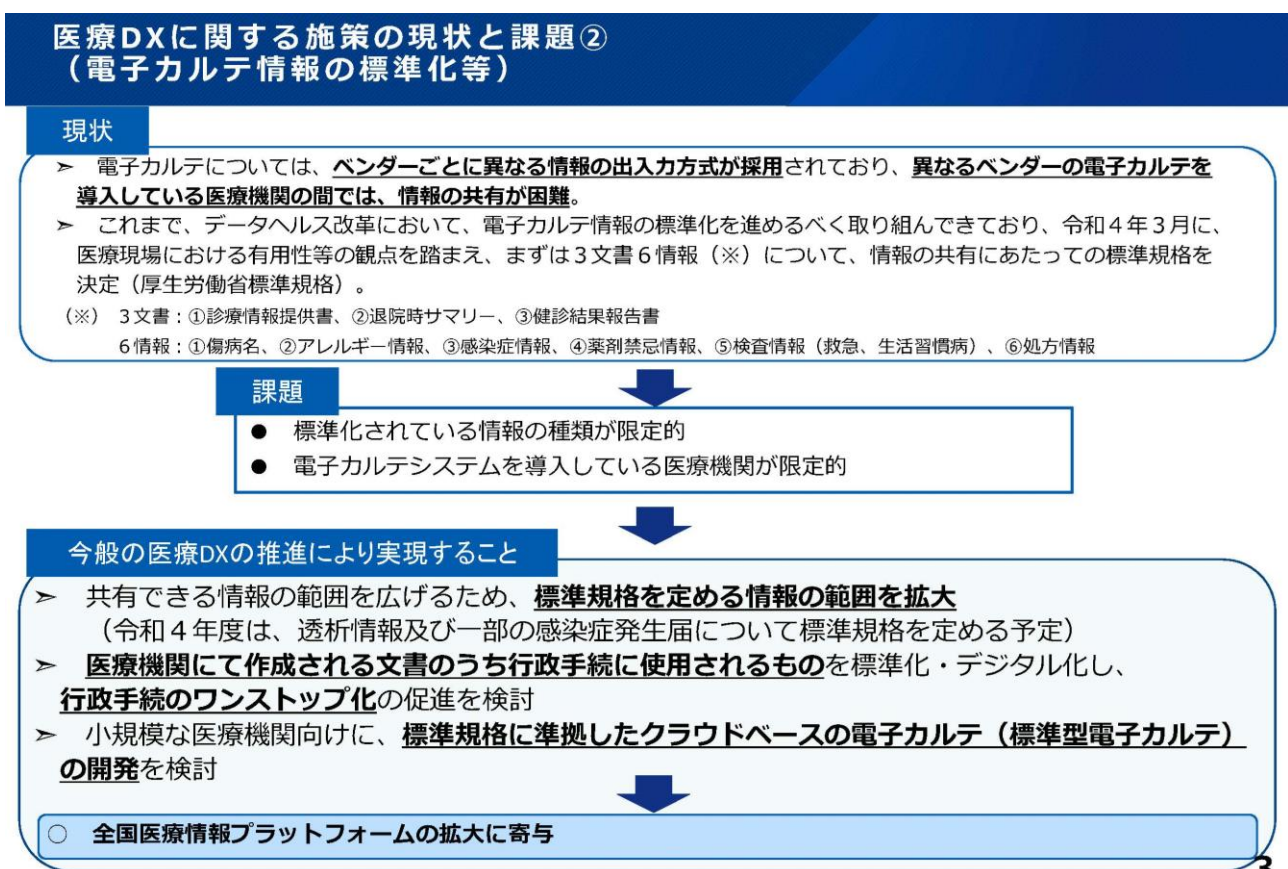 医療DXに関する施策の現状と課題②
（電子カルテ情報の標準化等）
現状
➣ 電子カルテについては、ベンダーごとに異なる情報の出入力方式が採用されており、異なるベンダーの電子カルテを
導入している医療機関の間では、情報の共有が困難。
➣ これまで、データヘルス改革において、電子カルテ情報の標準化を進めるべく取り組んできており、令和４年３月に、
医療現場における有用性等の観点を踏まえ、まずは３文書６情報（※）について、情報の共有にあたっての標準規格を
決定（厚生労働省標準規格）。
（※） ３文書：①診療情報提供書、②退院時サマリー、③健診結果報告書
６情報：①傷病名、②アレルギー情報、③感染症情報、④薬剤禁忌情報、⑤検査情報（救急、生活習慣病）、⑥処方情報
課題
● 標準化されている情報の種類が限定的
● 電子カルテシステムを導入している医療機関が限定的
今般の医療DXの推進により実現すること
➣ 共有できる情報の範囲を広げるため、標準規格を定める情報の範囲を拡大
（令和４年度は、透析情報及び一部の感染症発生届について標準規格を定める予定）
➣ 医療機関にて作成される文書のうち行政手続に使用されるものを標準化・デジタル化し、
行政手続のワンストップ化の促進を検討
➣ 小規模な医療機関向けに、標準規格に準拠したクラウドベースの電子カルテ（標準型電子カルテ）
の開発を検討
○ 全国医療情報プラットフォームの拡大に寄与
3